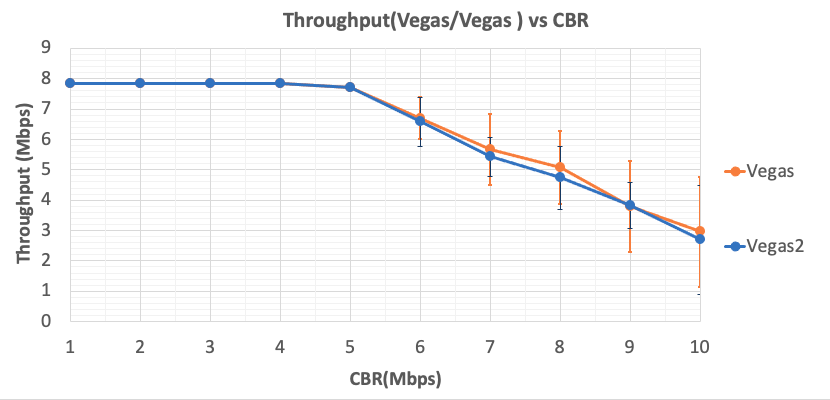 Throughput(Vegas/Vegas ) vs CBR
9
8
7
6
5
4
3
2
1
0
Throughput (Mbps)
1 2 3 4 5 6 7 8 9 10
CBR(Mbps)
Vegas
Vegas2